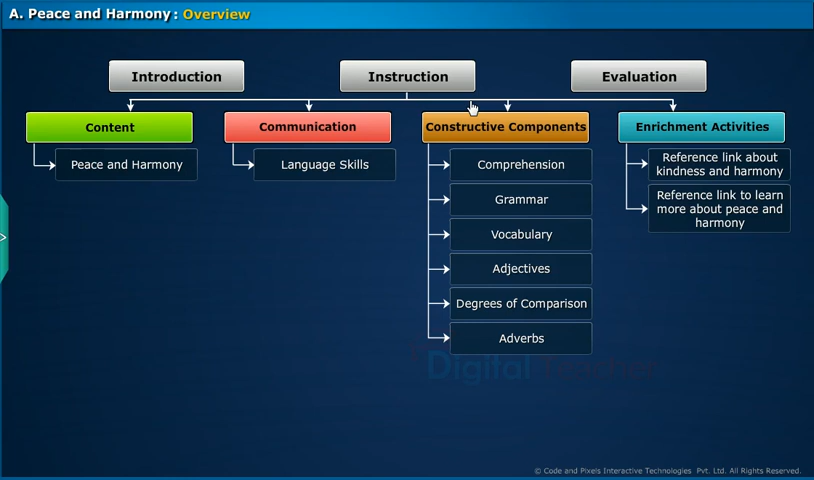 A. Peace and Harmony : Overview
Introduction
Instruction
Evaluation
Content
Communication
Constructive Components
Enrichment Activities
Peace and Harmony
Language Skills
Comprehension
Grammar
Vocabulary
Adjectives
Degrees of Comparison
Adverbs
Reference link about
kindness and harmony
Reference link to learn
more about peace and
harmony
Digital Teacher
© Code and Pixels Interactive Technologies Pvt. Ltd. All Rights Reserved.